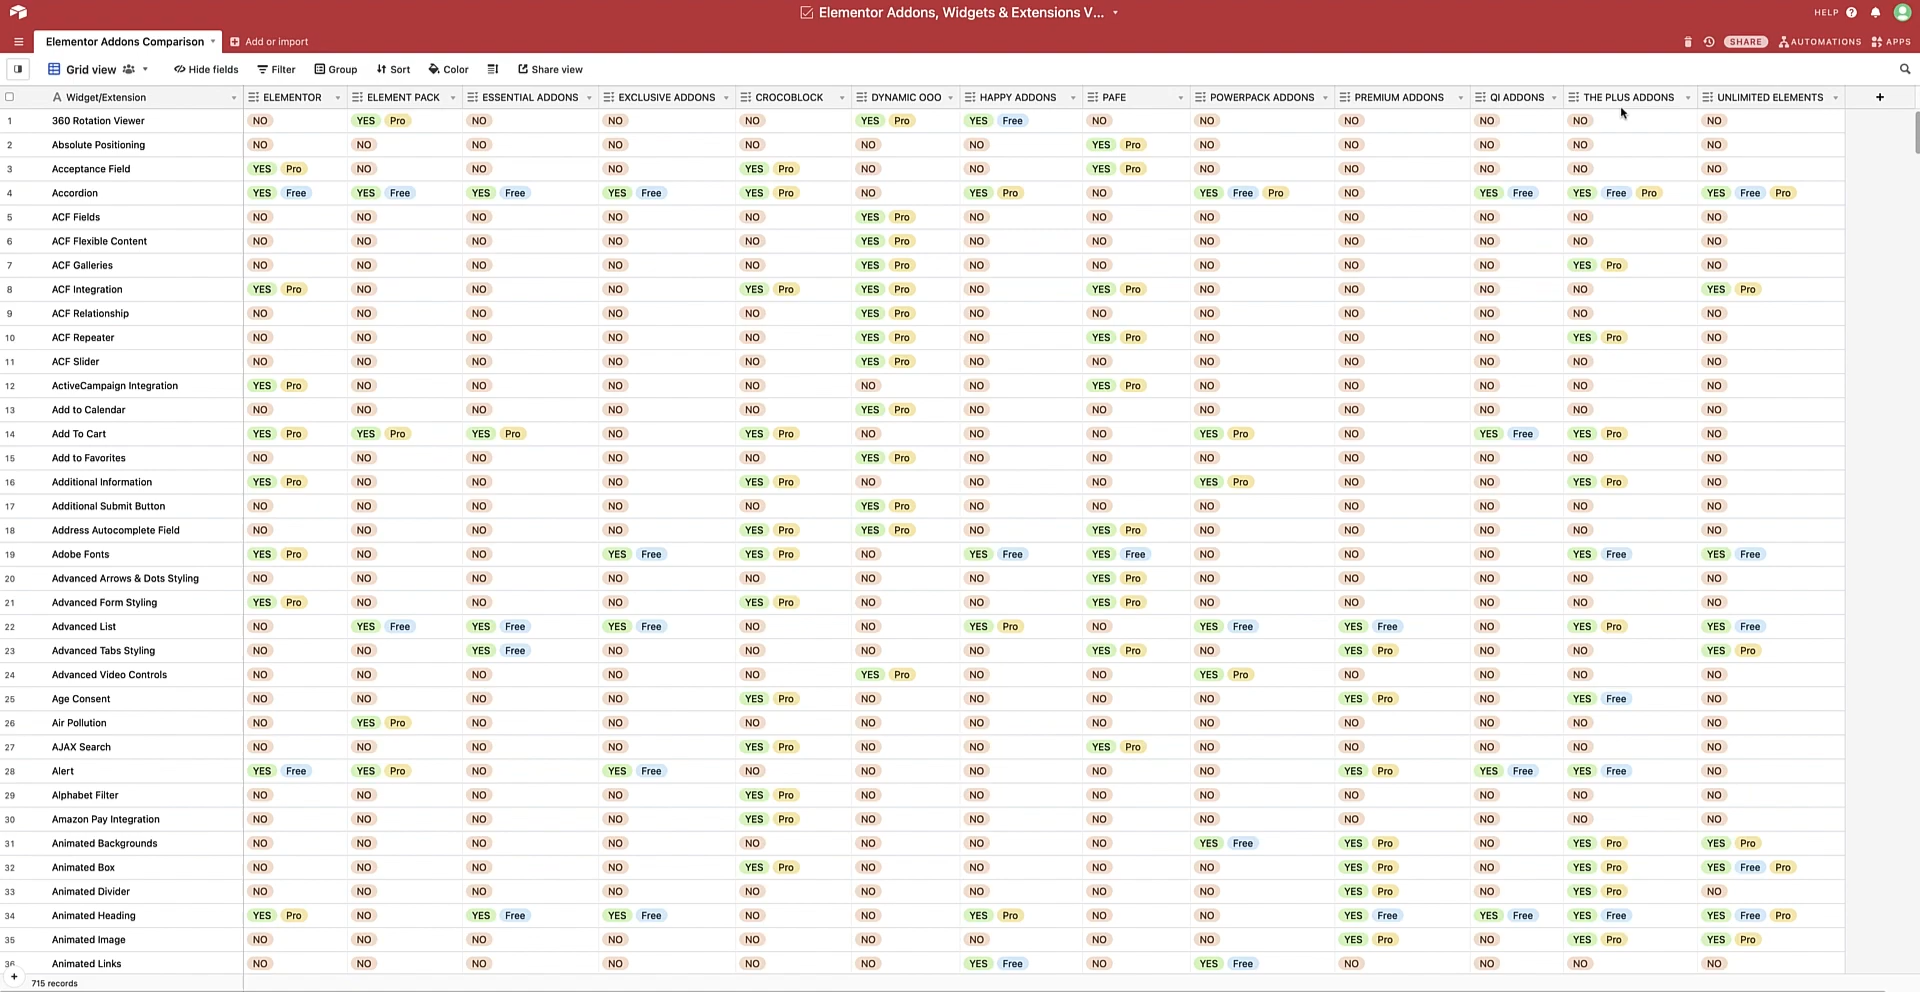 Elementor Addons, Widgets & Extensions V...
HELP
Elementor Addons Comparison Add or import SHARE AUTOMATIONS APPS
Grid view Hide fields Filter Group Sort Color Share view
Widget/Extension ELEMENTOR ELEMENT PACK ESSENTIAL ADDONS EXCLUSIVE ADDONS CROCOBLOCK DYNAMIC OOO HAPPY ADDONS PAFE POWERPACK ADDONS PREMIUM ADDONS QI ADDONS THE PLUS ADDONS UNLIMITED ELEMENTS
1 360 Rotation Viewer NO YES Pro NO NO NO YES Pro YES Free NO NO NO NO NO NO
2 Absolute Positioning NO NO NO NO NO NO NO YES Pro NO NO NO NO NO
3 Acceptance Field YES Pro NO NO NO YES Pro NO NO YES Pro NO NO NO NO NO
4 Accordion YES Free YES Free YES Free YES Free YES Pro NO YES Pro NO YES Free Pro NO YES Free YES Free Pro YES Free Pro
5 ACF Fields NO NO NO NO NO YES Pro NO NO NO NO NO NO NO
6 ACF Flexible Content NO NO NO NO NO YES Pro NO NO NO NO NO NO NO
7 ACF Galleries NO NO NO NO NO YES Pro NO NO NO NO NO YES Pro NO
8 ACF Integration YES Pro NO NO NO YES Pro YES Pro NO YES Pro NO NO NO NO YES Pro
9 ACF Relationship NO NO NO NO NO YES Pro NO NO NO NO NO NO NO
10 ACF Repeater NO NO NO NO NO YES Pro NO YES Pro NO NO NO YES Pro NO
11 ACF Slider NO NO NO NO NO YES Pro NO NO NO NO NO NO NO
12 ActiveCampaign Integration YES Pro NO NO NO NO NO NO YES Pro NO NO NO NO NO
13 Add to Calendar NO NO NO NO NO YES Pro NO NO NO NO NO NO NO
14 Add To Cart YES Pro YES Pro YES Pro NO YES Pro NO NO NO YES Pro NO YES Free YES Pro NO
15 Add to Favorites NO NO NO NO NO YES Pro NO NO NO NO NO NO NO
16 Additional Information YES Pro NO NO NO YES Pro NO NO NO YES Pro NO NO YES Pro NO
17 Additional Submit Button NO NO NO NO NO YES Pro NO NO NO NO NO NO NO
18 Address Autocomplete Field NO NO NO NO YES Pro YES Pro NO YES Pro NO NO NO NO NO
19 Adobe Fonts YES Pro NO NO YES Free YES Pro NO YES Free YES Free NO NO NO YES Free YES Free
20 Advanced Arrows & Dots Styling NO NO NO NO NO NO NO YES Pro NO NO NO NO NO
21 Advanced Form Styling YES Pro NO NO NO YES Pro NO NO YES Pro NO NO NO NO NO
22 Advanced List NO YES Free YES Free YES Free NO NO YES Pro NO YES Free YES Free NO YES Pro YES Free
23 Advanced Tabs Styling NO NO YES Free NO NO NO NO YES Pro NO YES Pro NO NO YES Pro
24 Advanced Video Controls NO NO NO NO NO YES Pro NO NO YES Pro NO NO NO NO
25 Age Consent NO NO NO NO YES Pro NO NO NO NO YES Pro NO YES Free NO
26 Air Pollution NO YES Pro NO NO NO NO NO NO NO NO NO NO NO
27 AJAX Search NO NO NO NO YES Pro NO NO YES Pro NO NO NO NO NO
28 Alert YES Free YES Pro NO YES Free NO NO NO NO NO YES Pro YES Free YES Free NO
29 Alphabet Filter NO NO NO NO YES Pro NO NO NO NO NO NO NO NO
30 Amazon Pay Integration NO NO NO NO YES Pro NO NO NO NO NO NO NO NO
31 Animated Backgrounds NO NO NO NO NO NO NO NO YES Free YES Pro NO YES Pro YES Pro
32 Animated Box NO NO NO NO YES Pro NO NO NO NO YES Pro NO YES Pro YES Free Pro
33 Animated Divider NO NO NO NO NO NO NO NO NO YES Pro NO YES Pro NO
34 Animated Heading YES Pro NO YES Free YES Free NO NO YES Pro NO NO YES Free YES Free YES Free YES Free Pro
35 Animated Image NO NO NO NO NO NO NO NO NO YES Pro NO YES Pro YES Pro
36 Animated Links NO NO NO NO NO NO YES Free NO YES Free NO NO NO NO
715 records